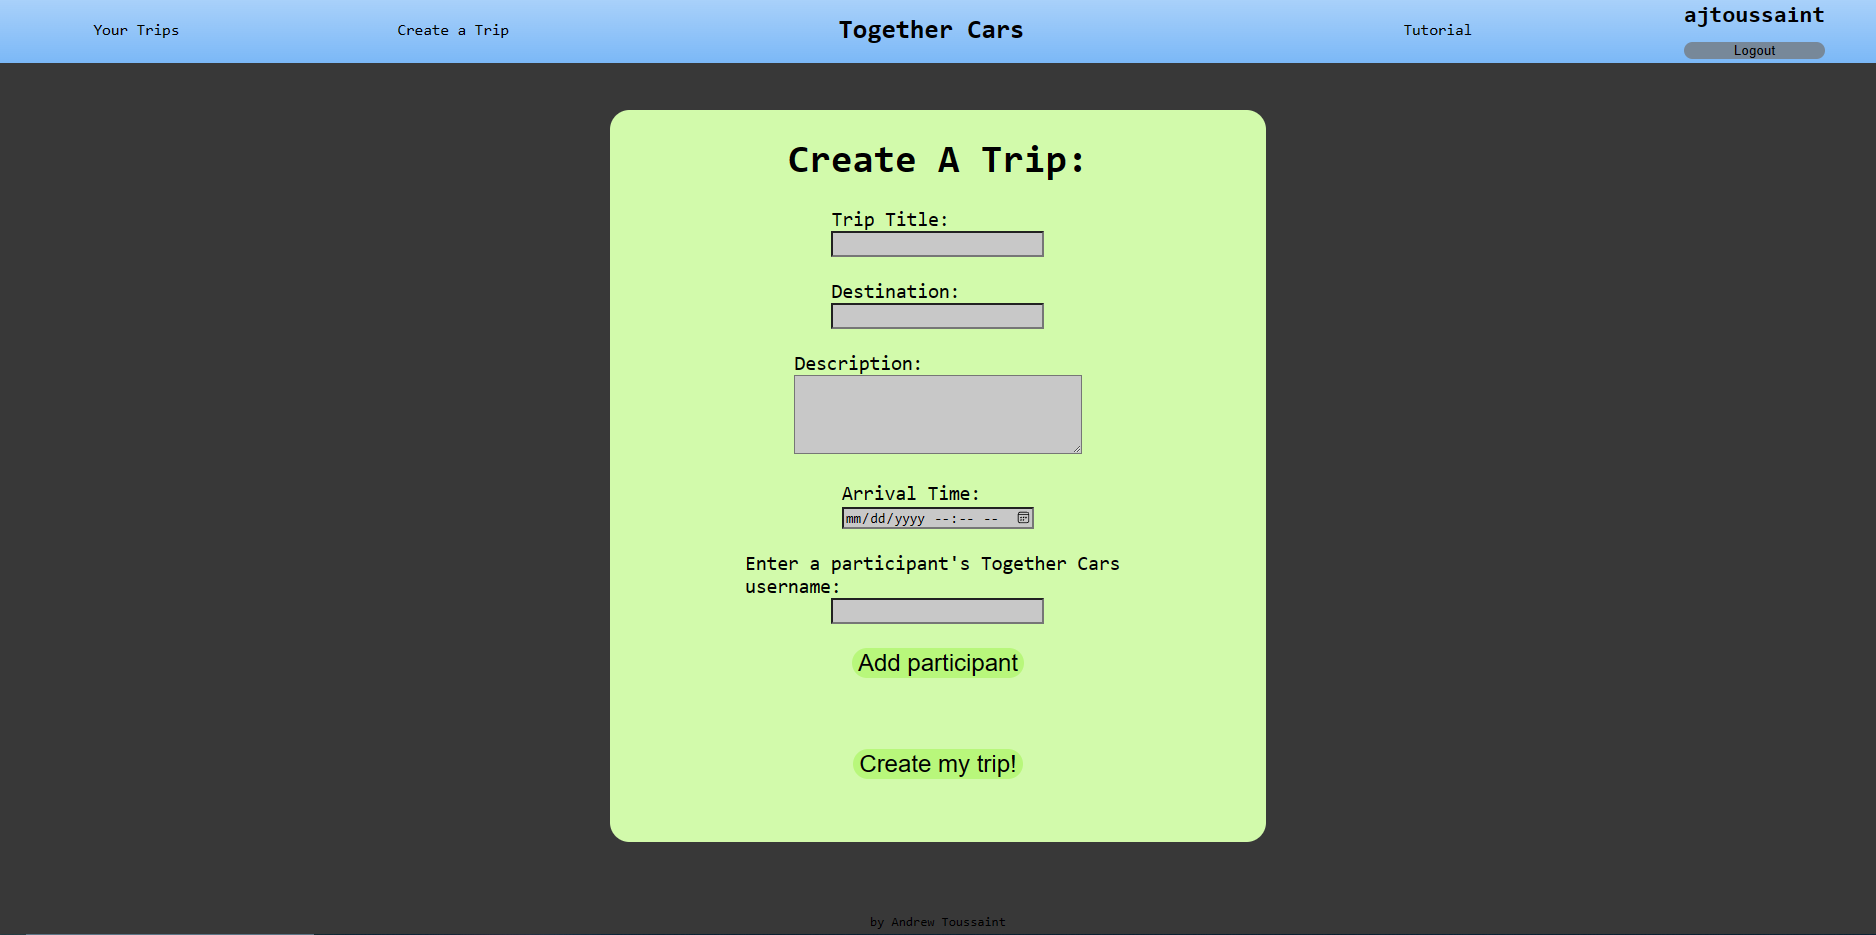 Your Trips
Create a Trip
Together Cars
Tutorial
ajtoussaint
Logout
Create A Trip:
Trip Title:
Destination:
Description:
Arrival Time:
mm/dd/yyyy --:-- --
Enter a participant's Together Cars
username:
Add participant
Create my trip!
by Andrew Toussaint